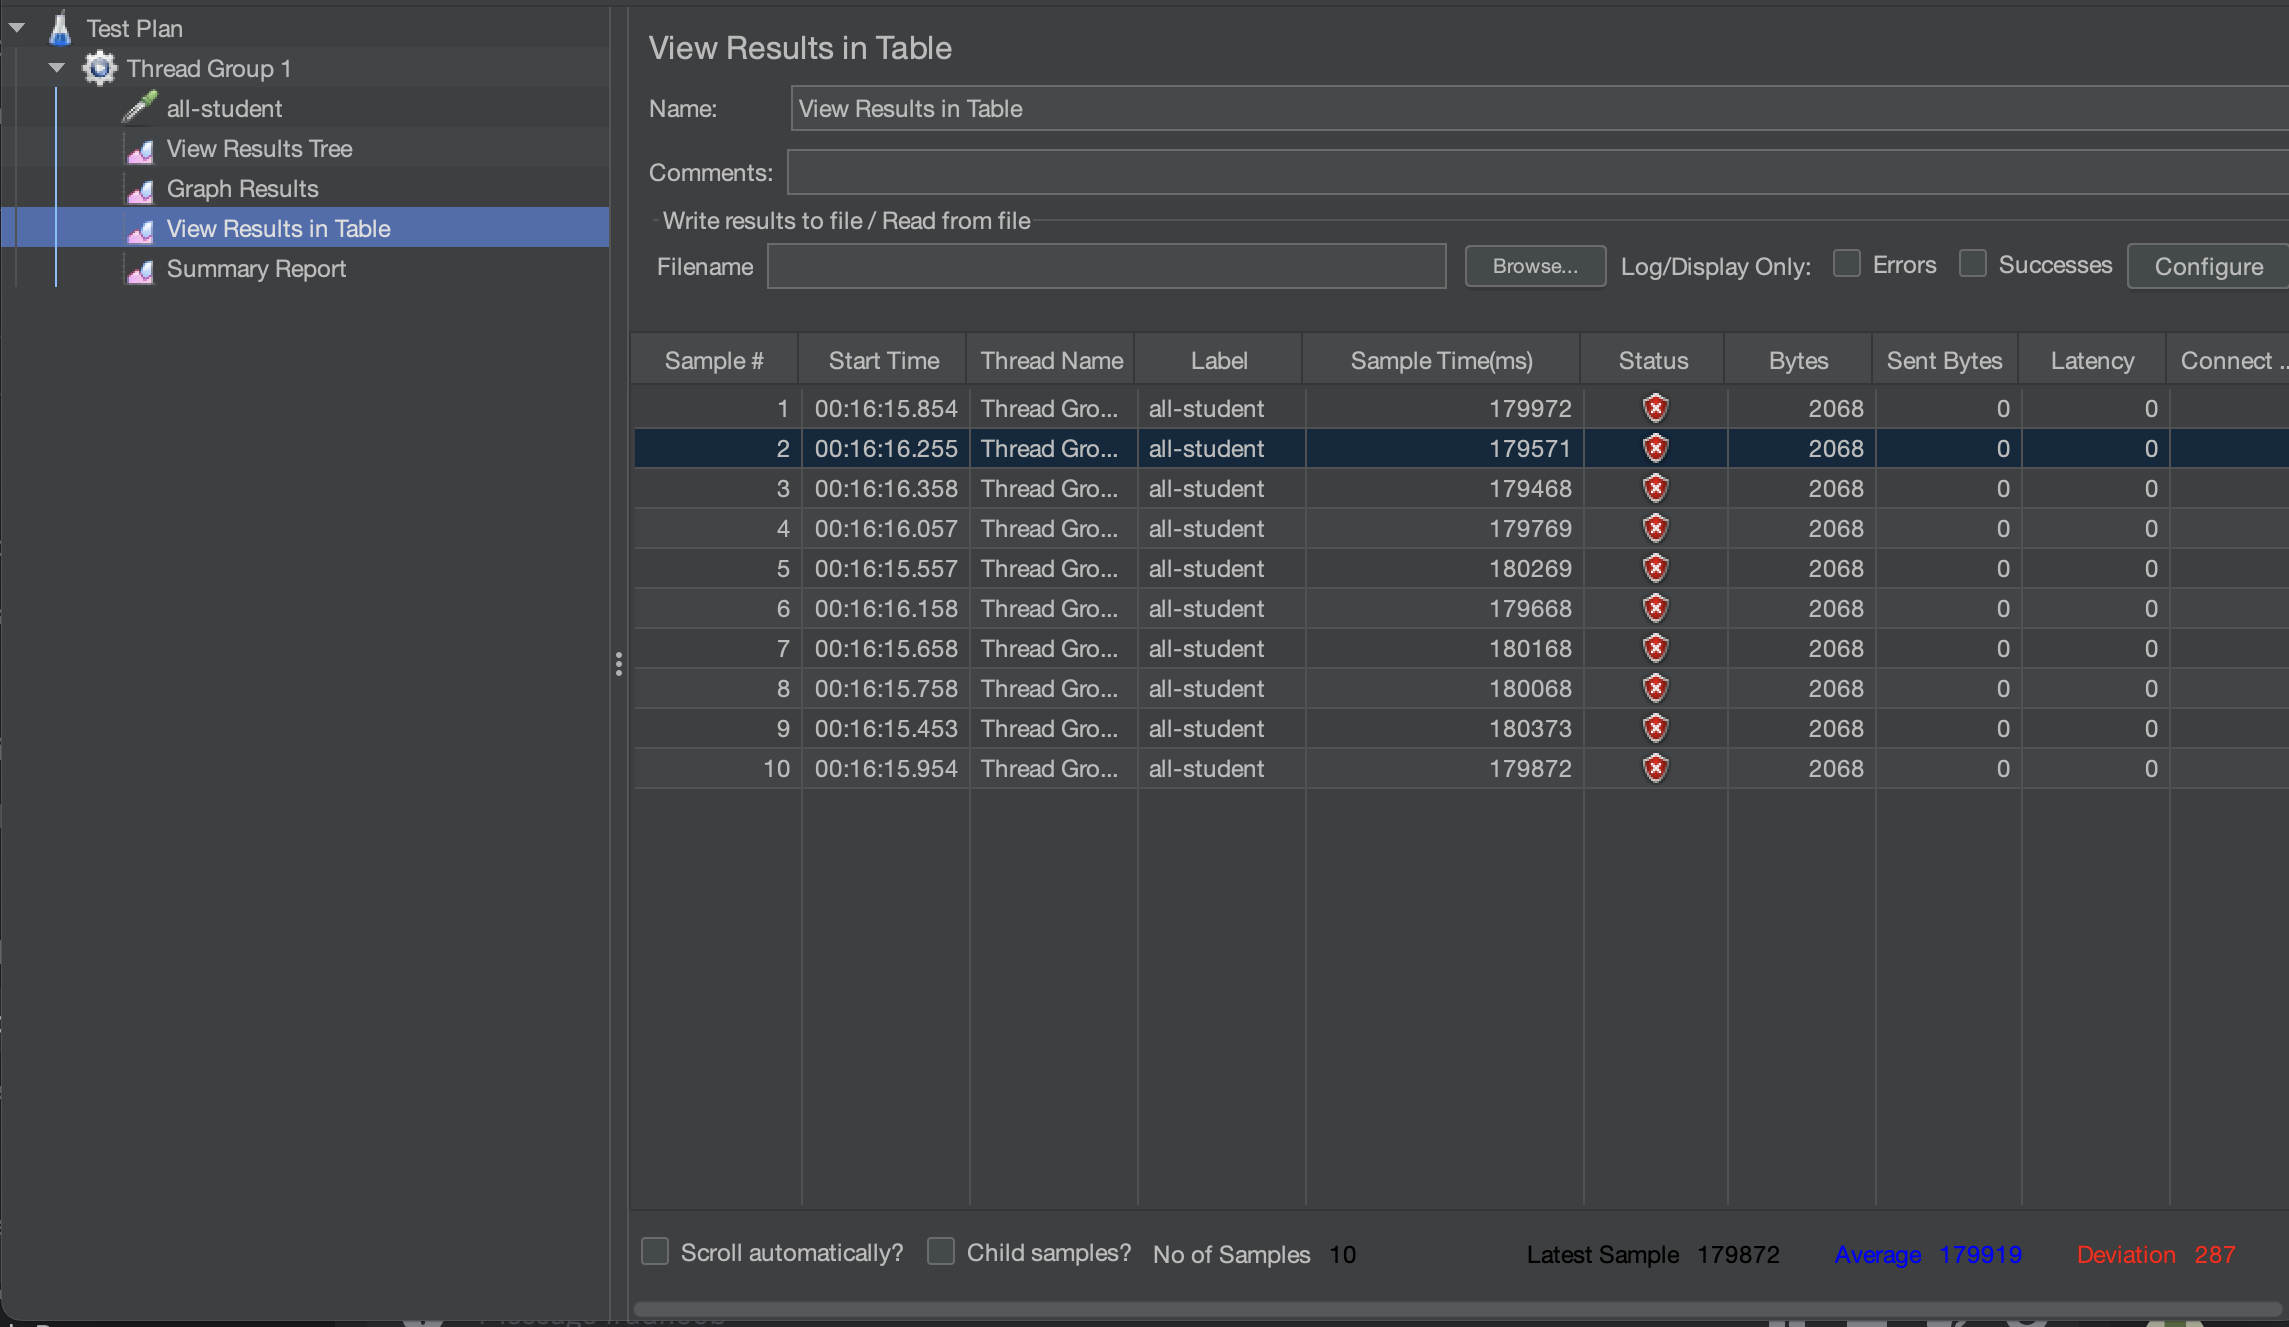 Test Plan
Thread Group 1
all-student
View Results Tree
Graph Results
View Results in Table
Summary Report
View Results in Table
Name: View Results in Table
Comments:
Write results to file / Read from file
Filename Browse... Log/Display Only: Errors Successes Configure
Sample # Start Time Thread Name Label Sample Time(ms) Status Bytes Sent Bytes Latency Connect ..
1 00:16:15.854 Thread Gro... all-student 179972 2068 0 0
2 00:16:16.255 Thread Gro... all-student 179571 2068 0 0
3 00:16:16.358 Thread Gro... all-student 179468 2068 0 0
4 00:16:16.057 Thread Gro... all-student 179769 2068 0 0
5 00:16:15.557 Thread Gro... all-student 180269 2068 0 0
6 00:16:16.158 Thread Gro... all-student 179668 2068 0 0
7 00:16:15.658 Thread Gro... all-student 180168 2068 0 0
8 00:16:15.758 Thread Gro... all-student 180068 2068 0 0
9 00:16:15.453 Thread Gro... all-student 180373 2068 0 0
10 00:16:15.954 Thread Gro... all-student 179872 2068 0 0
Scroll automatically? Child samples? No of Samples 10 Latest Sample 179872 Average 179919 Deviation 287